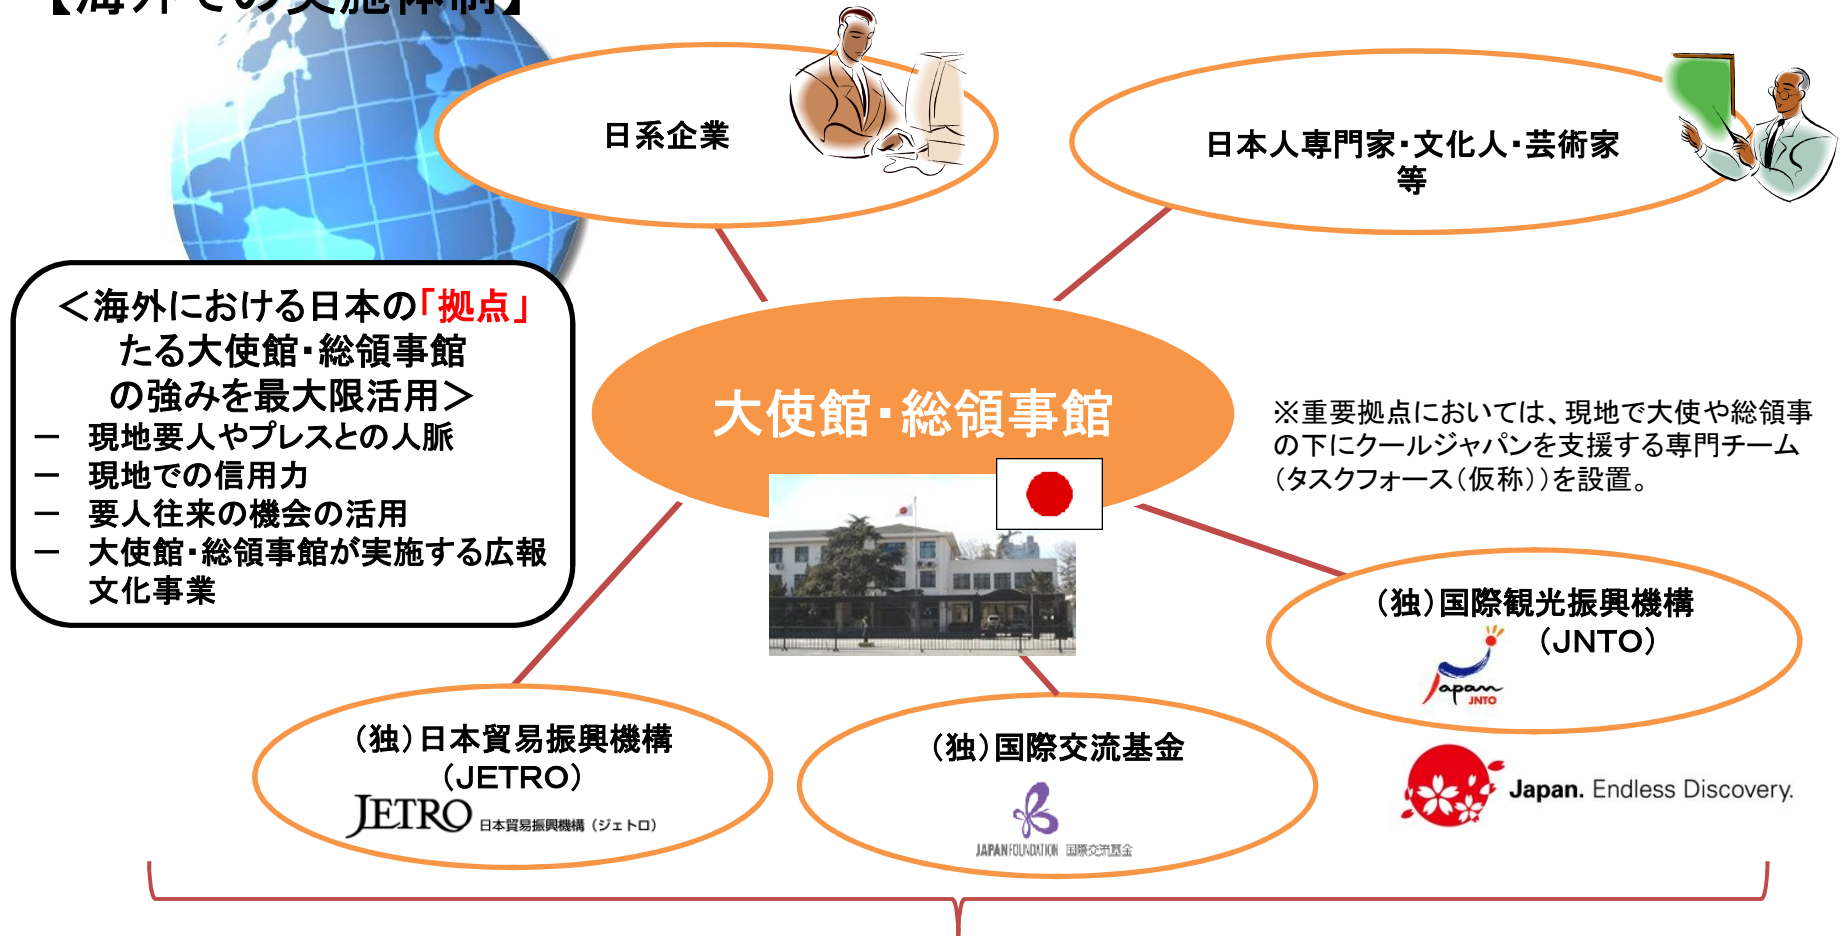 【海外での実施体制】
日系企業
日本人専門家・文化人・芸術家
等
＜海外における日本の「拠点」
たる大使館・総領事館
の強みを最大限活用＞
－　現地要人やプレスとの人脈
－　現地での信用力
－　要人往来の機会の活用
－　大使館・総領事館が実施する広報
文化事業
大使館・総領事館
※重要拠点においては、現地で大使や総領事
の下にクールジャパンを支援する専門チーム
（タスクフォース（仮称））を設置。
（独）国際観光振興機構
（JNTO）
Japan
JNTO
（独）日本貿易振興機構
（JETRO）
JETRO 日本貿易振興機構（ジェトロ）
（独）国際交流基金
JAPANFOUNDATION 国際交流基金
Japan. Endless Discovery.